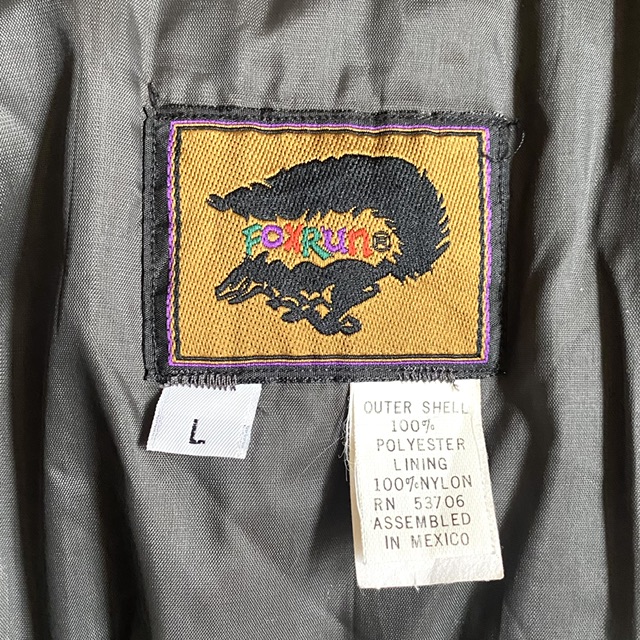 FOXRUN®
L
OUTER SHELL
100%
POLYESTER
LINING
100%NYLON
RN 53706
ASSEMBLED
IN MEXICO